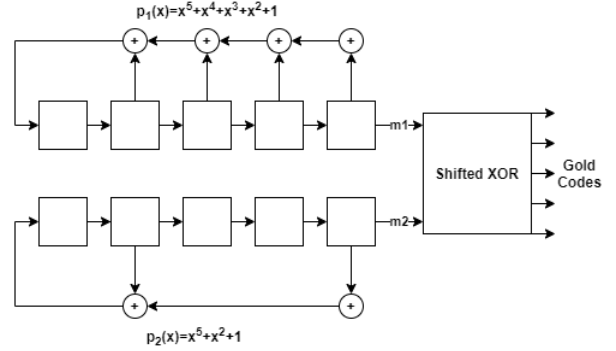 p₁(x)=x⁵+x⁴+x³+x²+1
+ + + +
m1
Shifted XOR
Gold
Codes
m2
+ +
p₂(x)=x⁵+x²+1